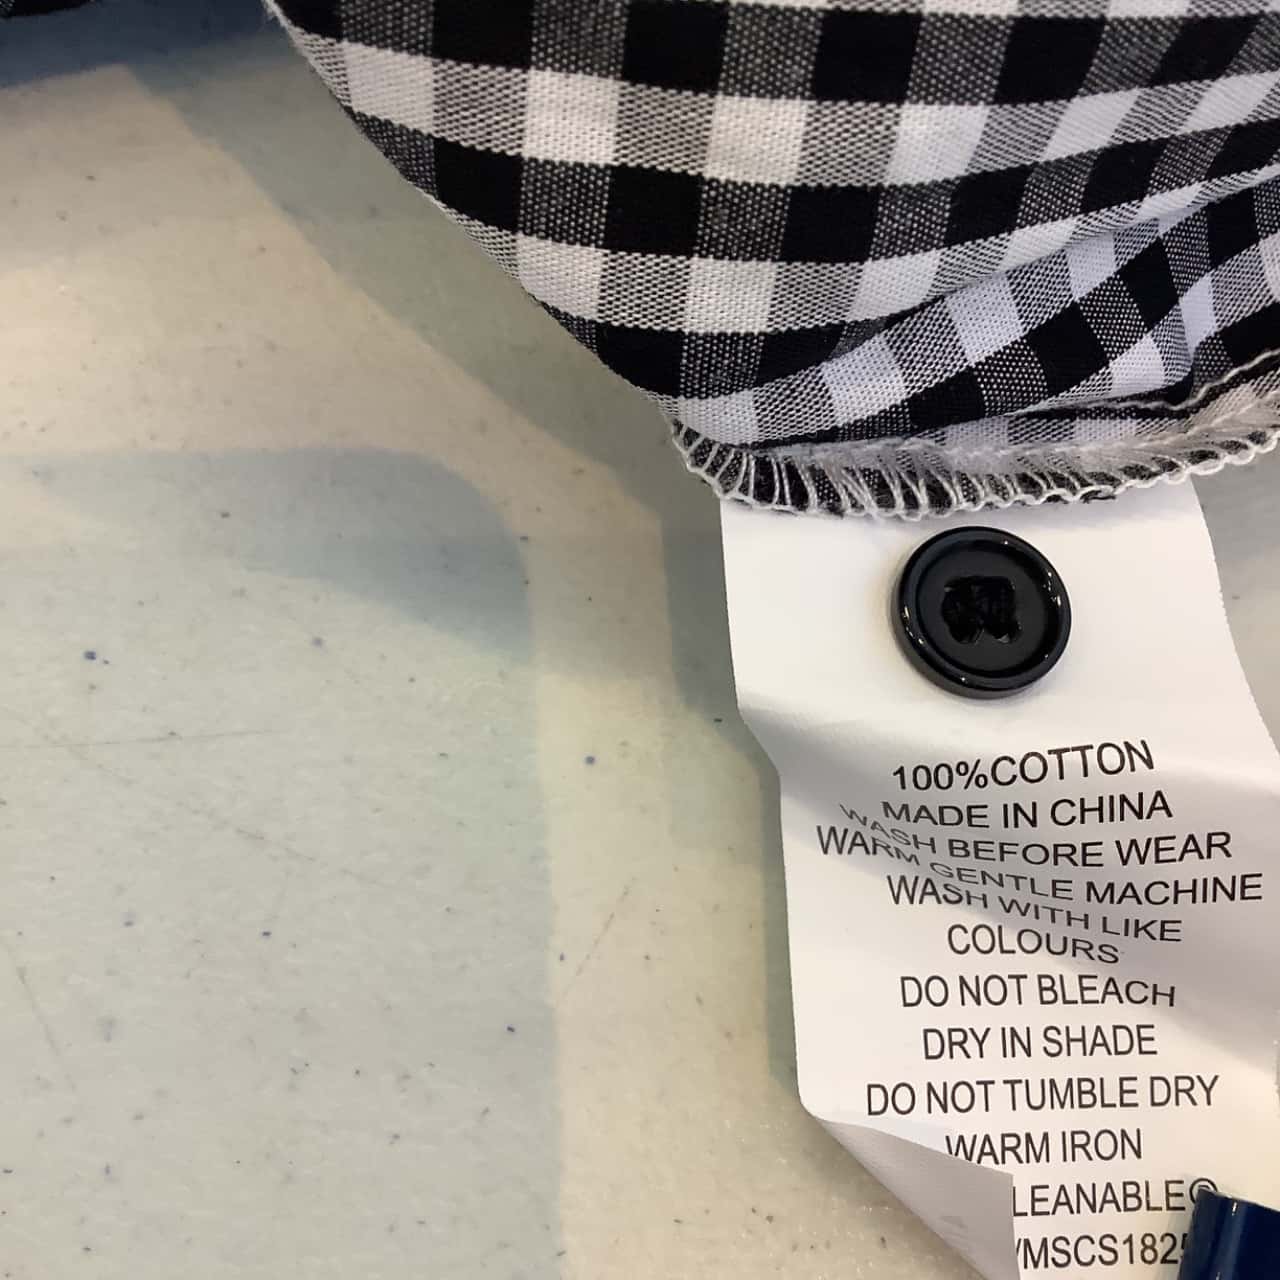 100%COTTON
MADE IN CHINA
WASH BEFORE WEAR
WARM GENTLE MACHINE
WASH WITH LIKE
COLOURS
DO NOT BLEACH
DRY IN SHADE
DO NOT TUMBLE DRY
WARM IRON